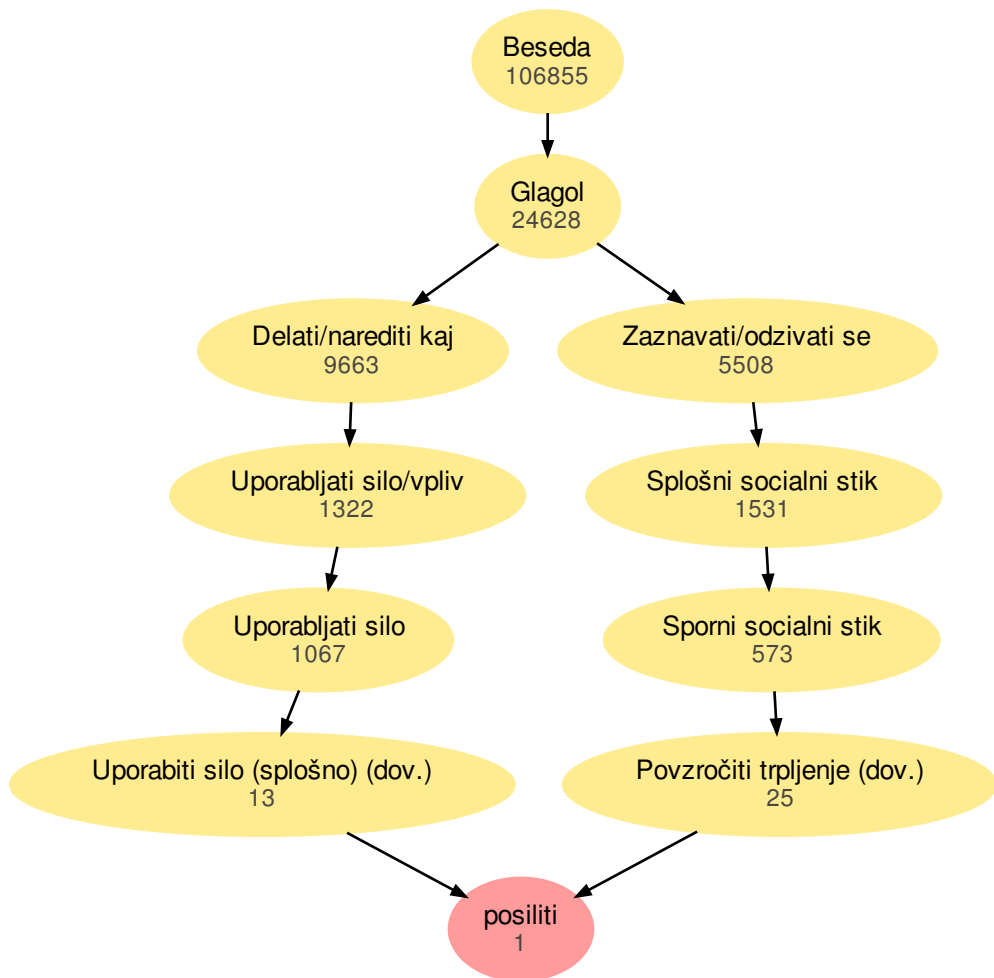 Beseda
106855
Glagol
24628
Delati/narediti kaj
9663
Zaznavati/odzivati se
5508
Uporabljati silo/vpliv
1322
Splošni socialni stik
1531
Uporabljati silo
1067
Sporni socialni stik
573
Uporabiti silo (splošno) (dov.)
13
Povzročiti trpljenje (dov.)
25
posiliti
1